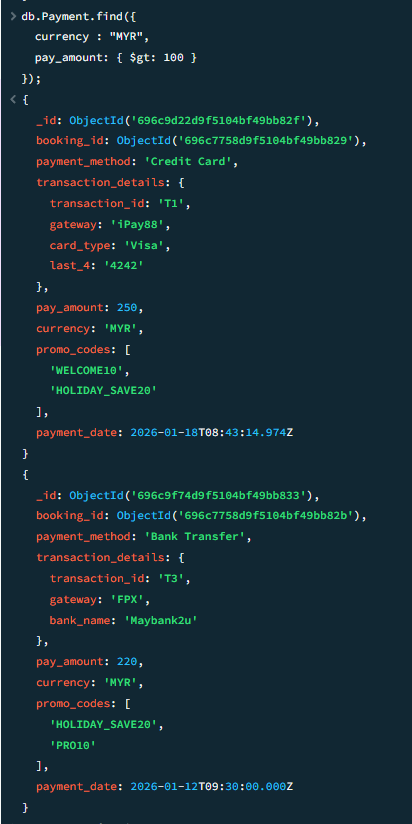 > db.Payment.find({
currency : "MYR",
pay_amount: { $gt: 100 }
});
< {
_id: ObjectId('696c9d22d9f5104bf49bb82f'),
booking_id: ObjectId('696c7758d9f5104bf49bb829'),
payment_method: 'Credit Card',
transaction_details: {
transaction_id: 'T1',
gateway: 'iPay88',
card_type: 'Visa',
last_4: '4242'
},
pay_amount: 250,
currency: 'MYR',
promo_codes: [
'WELCOME10',
'HOLIDAY_SAVE20'
],
payment_date: 2026-01-18T08:43:14.974Z
}
{
_id: ObjectId('696c9f74d9f5104bf49bb833'),
booking_id: ObjectId('696c7758d9f5104bf49bb82b'),
payment_method: 'Bank Transfer',
transaction_details: {
transaction_id: 'T3',
gateway: 'FPX',
bank_name: 'Maybank2u'
},
pay_amount: 220,
currency: 'MYR',
promo_codes: [
'HOLIDAY_SAVE20',
'PRO10'
],
payment_date: 2026-01-12T09:30:00.000Z
}